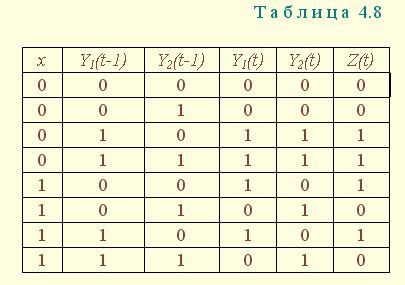 Таблица 4.8
x Y1(t-1) Y2(t-1) Y1(t) Y2(t) Z(t)
0 0 0 0 0 0
0 0 1 0 0 0
0 1 0 1 1 1
0 1 1 1 1 1
1 0 0 1 0 1
1 0 1 0 1 0
1 1 0 1 0 1
1 1 1 0 1 0